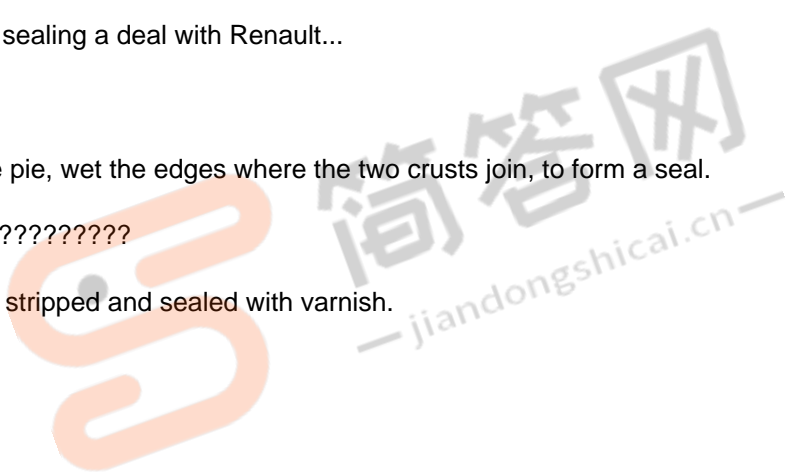 sealing a deal with Renault...
e pie, wet the edges where the two crusts join, to form a seal.
??????????
stripped and sealed with varnish.
简答网
jiandongshicai.cn